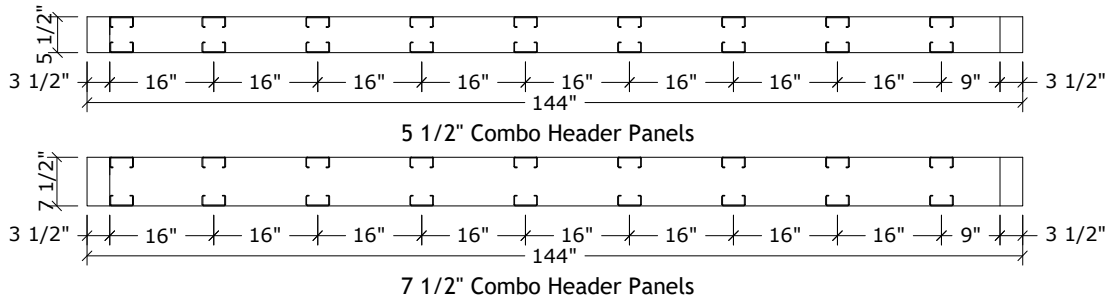 5 1/2"
3 1/2" 16" 16" 16" 16" 16" 16" 16" 16" 9" 3 1/2"
144"
5 1/2" Combo Header Panels
7 1/2"
3 1/2" 16" 16" 16" 16" 16" 16" 16" 16" 9" 3 1/2"
144"
7 1/2" Combo Header Panels